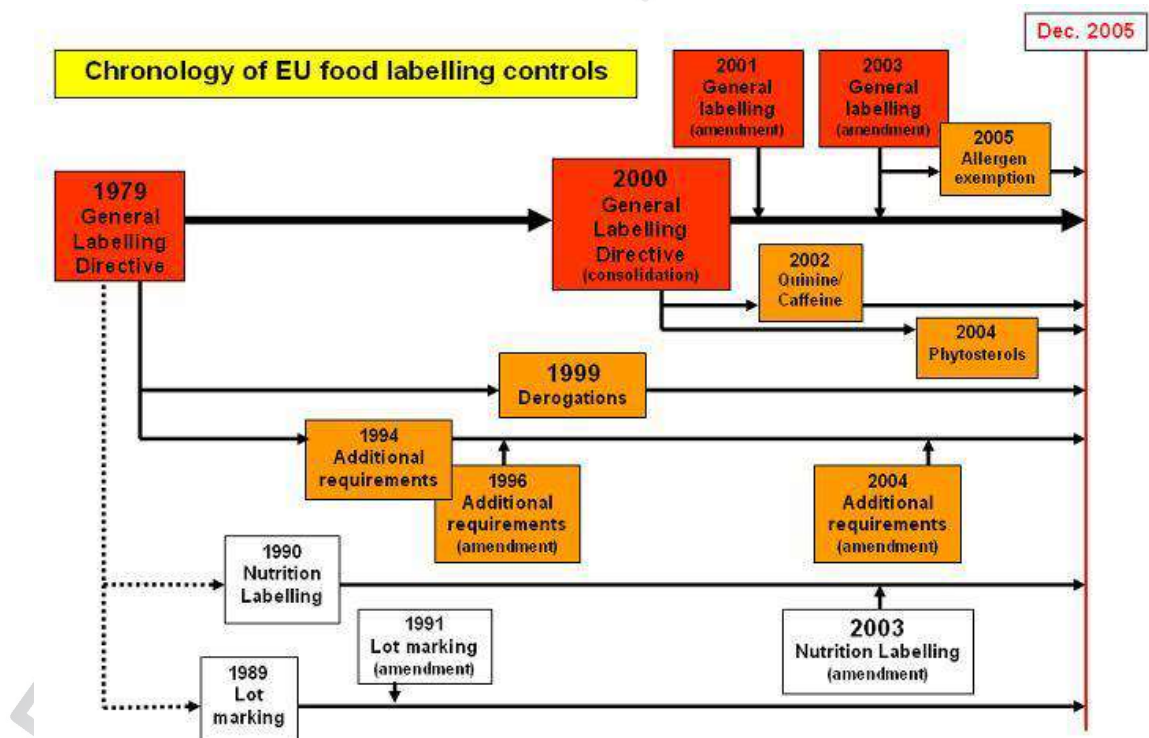 Dec. 2005
Chronology of EU food labelling controls
2001
General
labelling
(amendment)
2003
General
labelling
(amendment)
2005
Allergen
exemption
1979
General
Labelling
Directive
2000
General
Labelling
Directive
(consolidation)
2002
Quinine/
Caffeine
2004
Phytosterols
1999
Derogations
1994
Additional
requirements
1996
Additional
requirements
(amendment)
2004
Additional
requirements
(amendment)
1990
Nutrition
Labelling
1991
Lot marking
(amendment)
2003
Nutrition Labelling
(amendment)
1989
Lot
marking